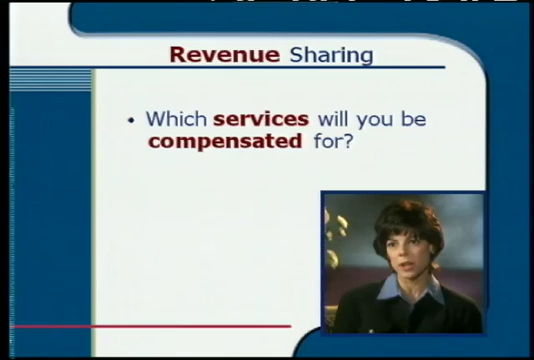 Revenue Sharing
• Which services will you be
compensated for?